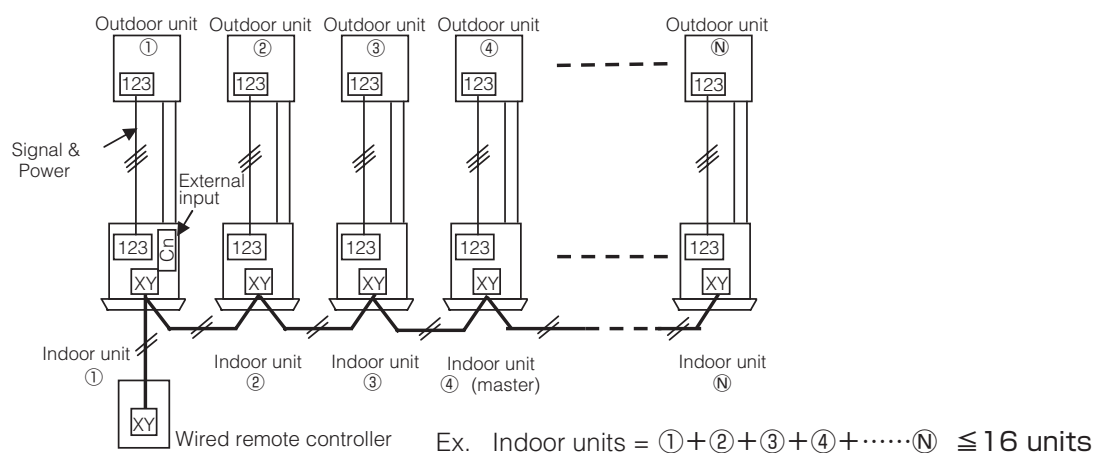 Outdoor unit Outdoor unit Outdoor unit Outdoor unit Outdoor unit
① ② ③ ④ Ⓝ
123 123 123 123 123
Signal &
Power
External
input
123 Cn 123 123 123 123
XY XY XY XY XY
Indoor unit Indoor unit Indoor unit Indoor unit Indoor unit
① ② ③ ④ (master) Ⓝ
XY
Wired remote controller
Ex. Indoor units = ①+②+③+④+……Ⓝ ≦16 units